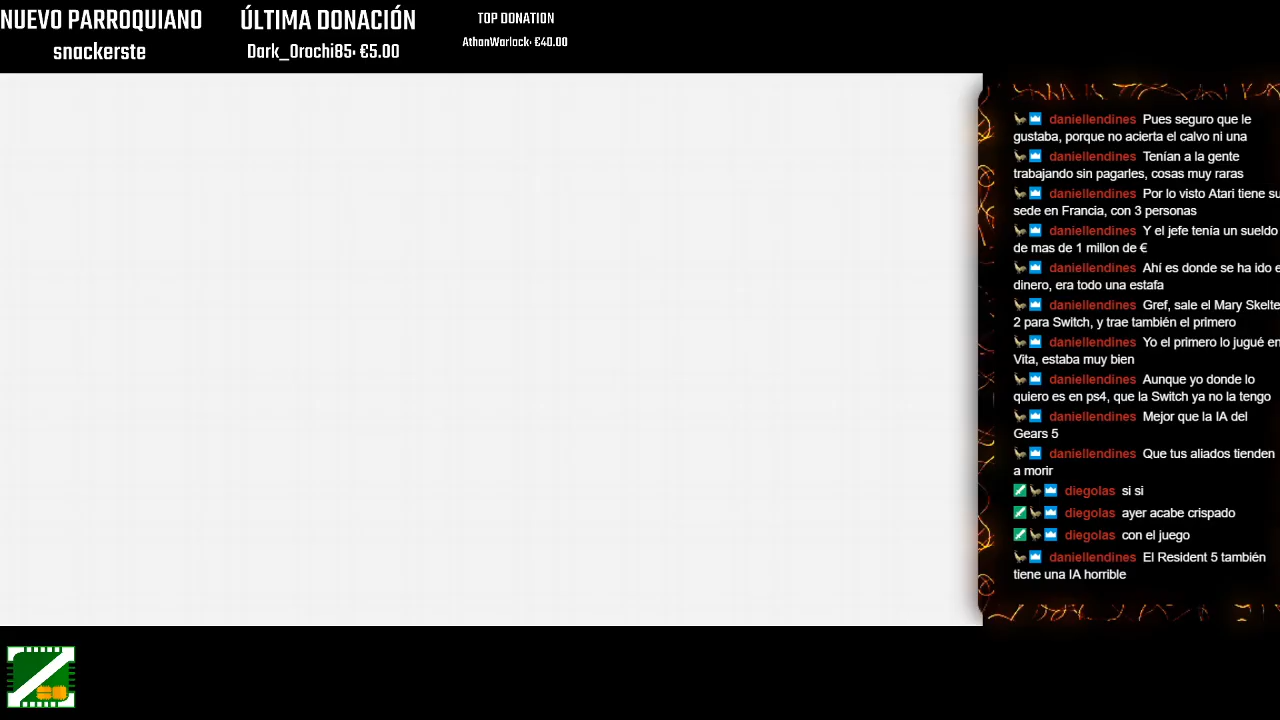 NUEVO PARROQUIANO
snackerste
ÚLTIMA DONACIÓN
Dark_Orochi85: €5.00
TOP DONATION
AthanWarlock: €40.00
daniellendines Pues seguro que le
gustaba, porque no acierta el calvo ni una
daniellendines Tenían a la gente
trabajando sin pagarles, cosas muy raras
daniellendines Por lo visto Atari tiene su
sede en Francia, con 3 personas
daniellendines Y el jefe tenía un sueldo
de mas de 1 millon de €
daniellendines Ahí es donde se ha ido e
dinero, era todo una estafa
daniellendines Gref, sale el Mary Skelte
2 para Switch, y trae también el primero
daniellendines Yo el primero lo jugué en
Vita, estaba muy bien
daniellendines Aunque yo donde lo
quiero es en ps4, que la Switch ya no la tengo
daniellendines Mejor que la IA del
Gears 5
daniellendines Que tus aliados tienden
a morir
diegolas si si
diegolas ayer acabe crispado
diegolas con el juego
daniellendines El Resident 5 también
tiene una IA horrible